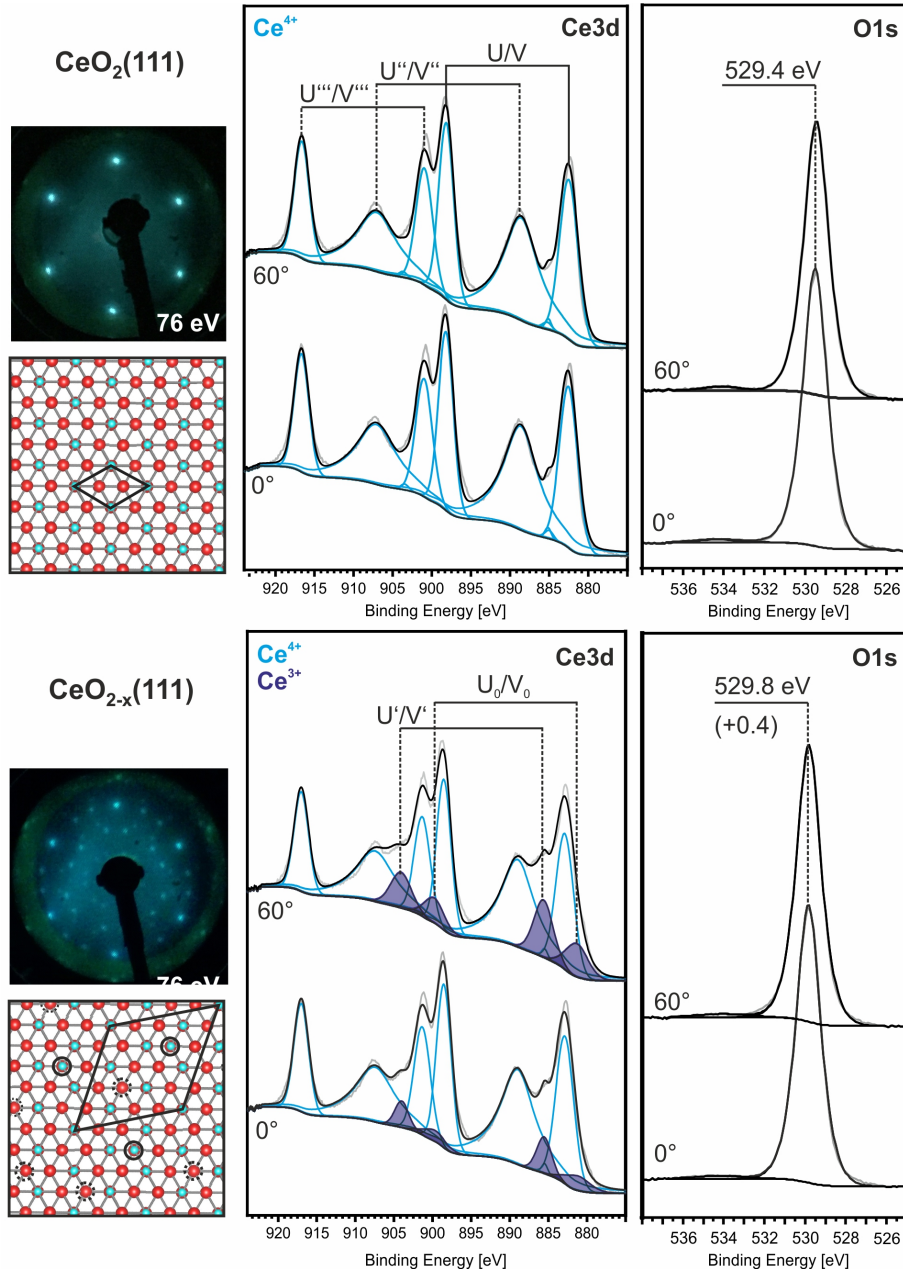 CeO2(111)
76 eV
Ce4+ Ce3d
U‘‘‘/V‘‘‘
U‘‘/V‘‘
U/V
60°
0°
920 915 910 905 900 895 890 885 880
Binding Energy [eV]
O1s
529.4 eV
60°
0°
536 534 532 530 528 526
Binding Energy [eV]
CeO2-x(111)
76 eV
Ce4+ Ce3d
Ce3+
U0/V0
U‘/V‘
60°
0°
920 915 910 905 900 895 890 885 880
Binding Energy [eV]
O1s
529.8 eV
(+0.4)
60°
0°
536 534 532 530 528 526
Binding Energy [eV]